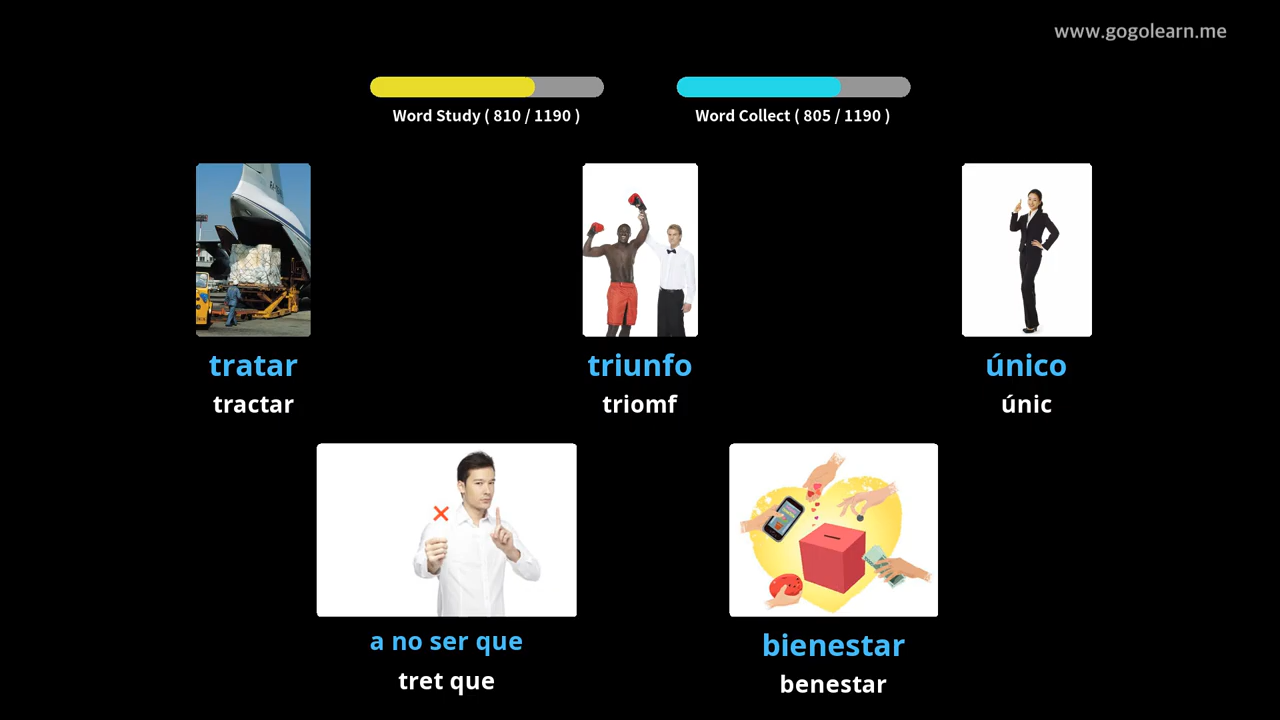 www.gogolearn.me
Word Study ( 810 / 1190 )
Word Collect ( 805 / 1190 )
tratar
tractar
triunfo
triomf
único
únic
a no ser que
tret que
bienestar
benestar